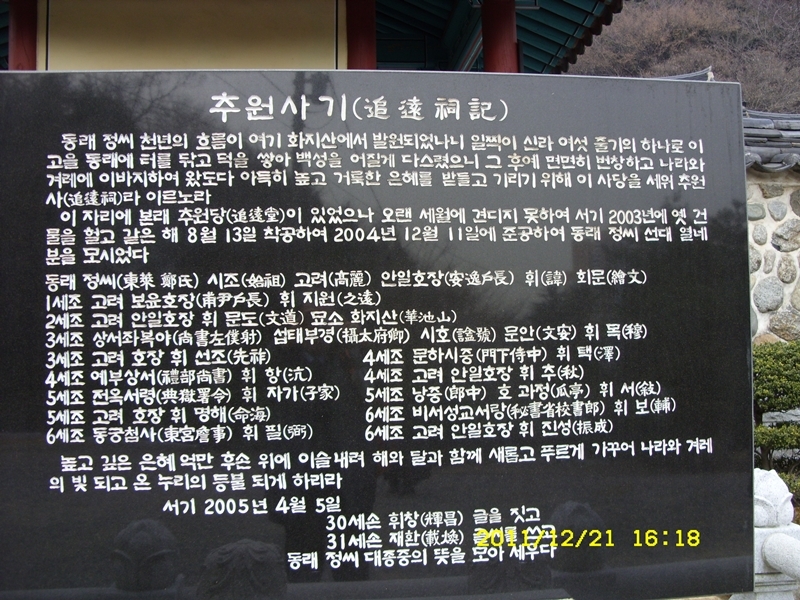 추원사기(追遠祠記)
동래 정씨 천년의 흐름이 여기 화지산에서 발원되었나니 일찍이 신라 여섯 줄기의 하나로 이
고을 동래에 터를 닦고 덕을 쌓아 백성을 어질게 다스렸으니 그 후예 면면히 번창하고 나라와
겨레에 이바지하여 왔도다 아득히 높고 거룩한 은혜를 받들고 기리기 위해 이 사당을 세워 추원
사(追遠祠)라 이르노라
이 자리에 본래 추원당(追遠堂)이 있었으나 오랜 세월에 견디지 못하여 서기 2003년에 옛 건
물을 헐고 같은 해 8월 13일 착공하여 2004년 12월 11일에 준공하여 동래 정씨 선대 열네
분을 모시었다
동래 정씨(東萊 鄭氏) 시조(始祖) 고려(高麗) 안일호장(安逸戶長) 휘(諱) 회문(繪文)
1세조 고려 보윤호장(甫尹戶長) 휘 지원(之遠)
2세조 고려 안일호장 휘 문도(文道) 묘소 화지산(華池山)
3세조 상서좌복야(尙書左僕射) 섭태부경(攝太府卿) 시호(諡號) 문안(文安) 휘 목(穆)
3세조 고려 호장 휘 선조(先祚) 4세조 문하시중(門下侍中) 휘 택(澤)
4세조 예부상서(禮部尙書) 휘 항(沆) 4세조 고려 안일호장 휘 추(秋)
5세조 전옥서령(典獄署令) 휘 자가(子家) 5세조 낭중(郎中) 호 과정(瓜亭) 휘 서(敍)
5세조 고려 호장 휘 명해(命海) 6세조 비서성교서랑(秘書省校書郎) 휘 보(輔)
6세조 동궁첨사(東宮詹事) 휘 필(弼) 6세조 고려 안일호장 휘 진성(振成)
높고 깊은 은혜 억만 후손 위에 이슬내려 해와 달과 함께 새롭고 푸르게 가꾸어 나라와 겨레
의 빛 되고 온 누리의 등불 되게 하리라
서기 2005년 4월 5일
30세손 휘창(輝昌) 글을 짓고
31세손 재환(載煥) 쓰고
동래 정씨 대종중의 뜻을 모아 세우다
2011/12/21 16:18